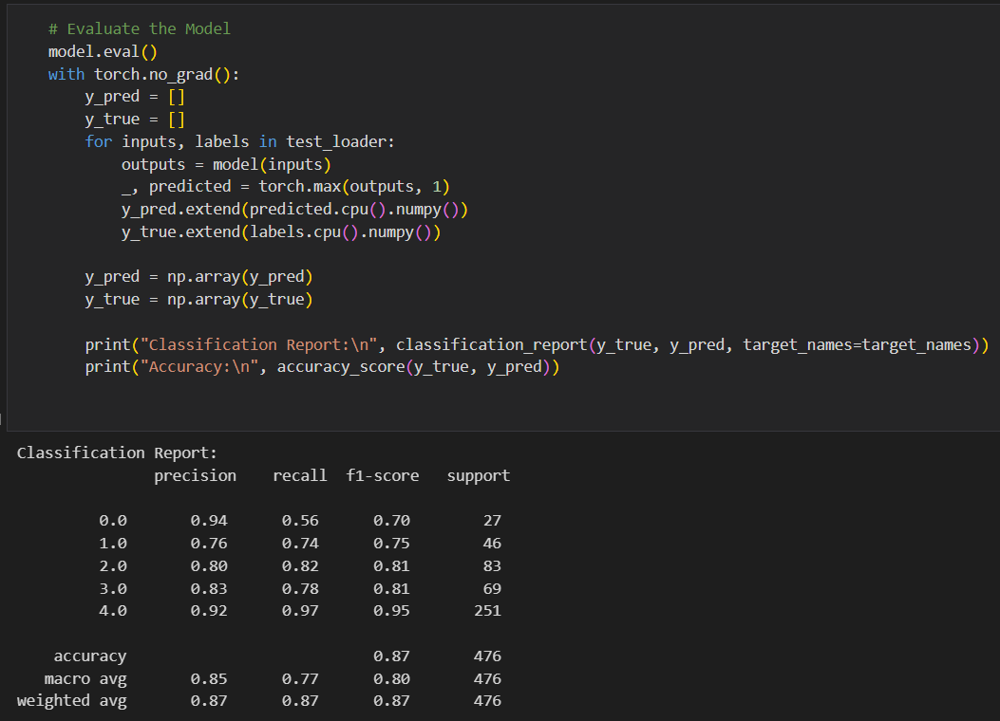 # Evaluate the Model
model.eval()
with torch.no_grad():
    y_pred = []
    y_true = []
    for inputs, labels in test_loader:
        outputs = model(inputs)
        _, predicted = torch.max(outputs, 1)
        y_pred.extend(predicted.cpu().numpy())
        y_true.extend(labels.cpu().numpy())

    y_pred = np.array(y_pred)
    y_true = np.array(y_true)

    print("Classification Report:\n", classification_report(y_true, y_pred, target_names=target_names))
    print("Accuracy:\n", accuracy_score(y_true, y_pred))

Classification Report:
               precision    recall  f1-score   support

         0.0       0.94      0.56      0.70        27
         1.0       0.76      0.74      0.75        46
         2.0       0.80      0.82      0.81        83
         3.0       0.83      0.78      0.81        69
         4.0       0.92      0.97      0.95       251

    accuracy                           0.87       476
   macro avg       0.85      0.77      0.80       476
weighted avg       0.87      0.87      0.87       476